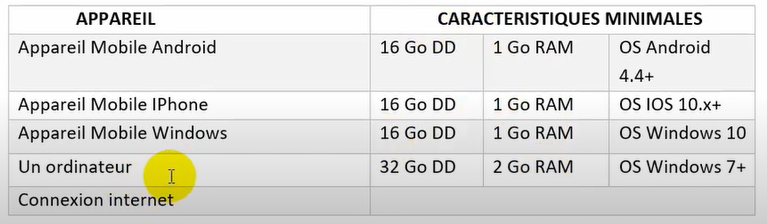 APPAREIL CARACTERISTIQUES MINIMALES
Appareil Mobile Android 16 Go DD 1 Go RAM OS Android
4.4+
Appareil Mobile IPhone 16 Go DD 1 Go RAM OS IOS 10.x+
Appareil Mobile Windows 16 Go DD 1 Go RAM OS Windows 10
Un ordinateur 32 Go DD 2 Go RAM OS Windows 7+
Connexion internet